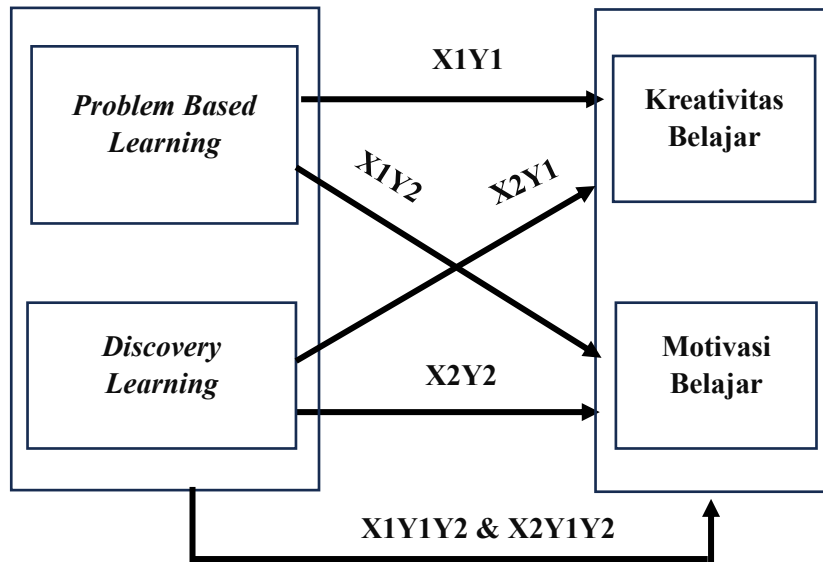 X1Y1
Problem Based
Learning
Kreativitas
Belajar
X1Y2
X2Y1
Discovery
Learning
X2Y2
Motivasi
Belajar
X1Y1Y2 & X2Y1Y2